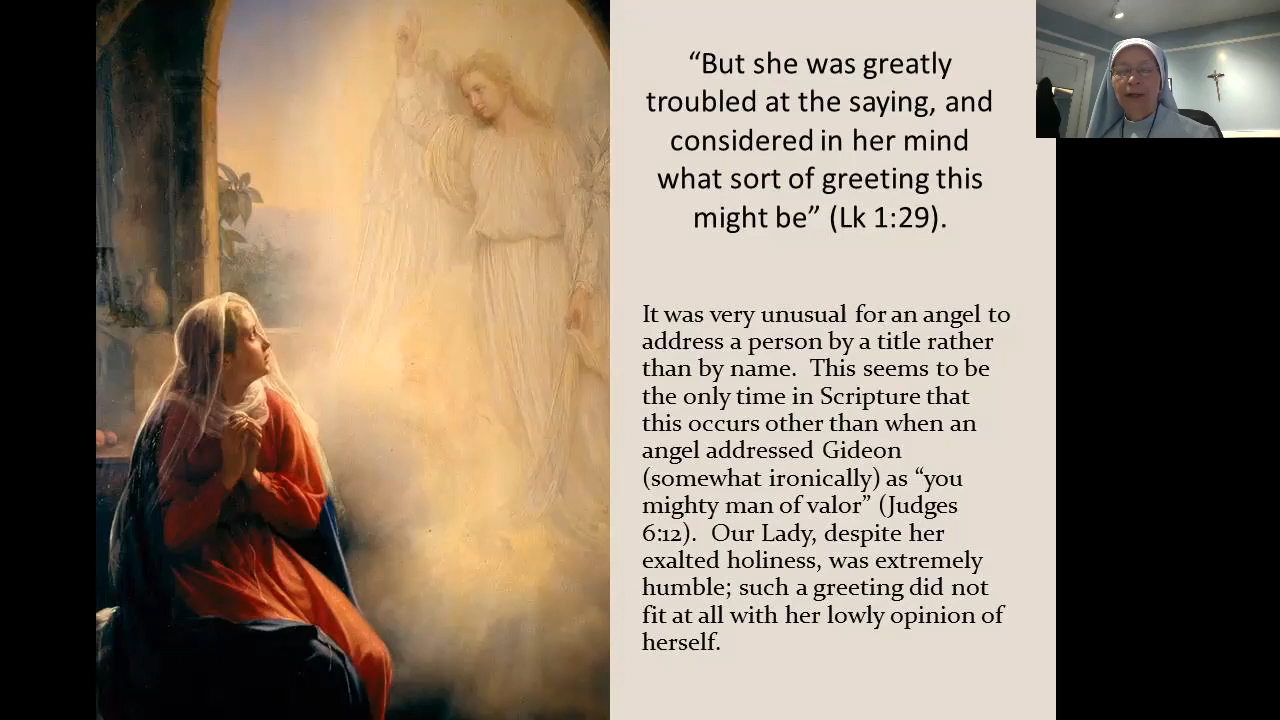 “But she was greatly
troubled at the saying, and
considered in her mind
what sort of greeting this
might be” (Lk 1:29).
It was very unusual for an angel to
address a person by a title rather
than by name.  This seems to be
the only time in Scripture that
this occurs other than when an
angel addressed Gideon
(somewhat ironically) as “you
mighty man of valor” (Judges
6:12).  Our Lady, despite her
exalted holiness, was extremely
humble; such a greeting did not
fit at all with her lowly opinion of
herself.